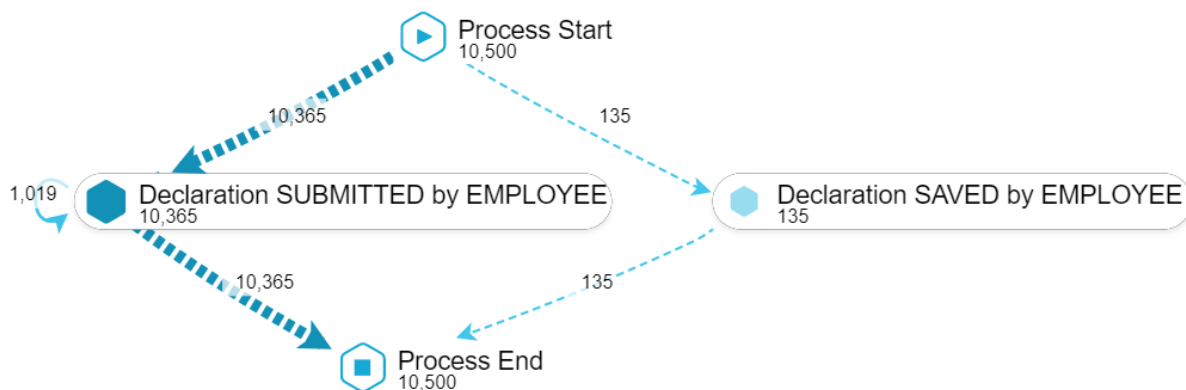 Process Start
10,500
10,365
135
1,019
Declaration SUBMITTED by EMPLOYEE
10,365
Declaration SAVED by EMPLOYEE
135
10,365
135
Process End
10,500